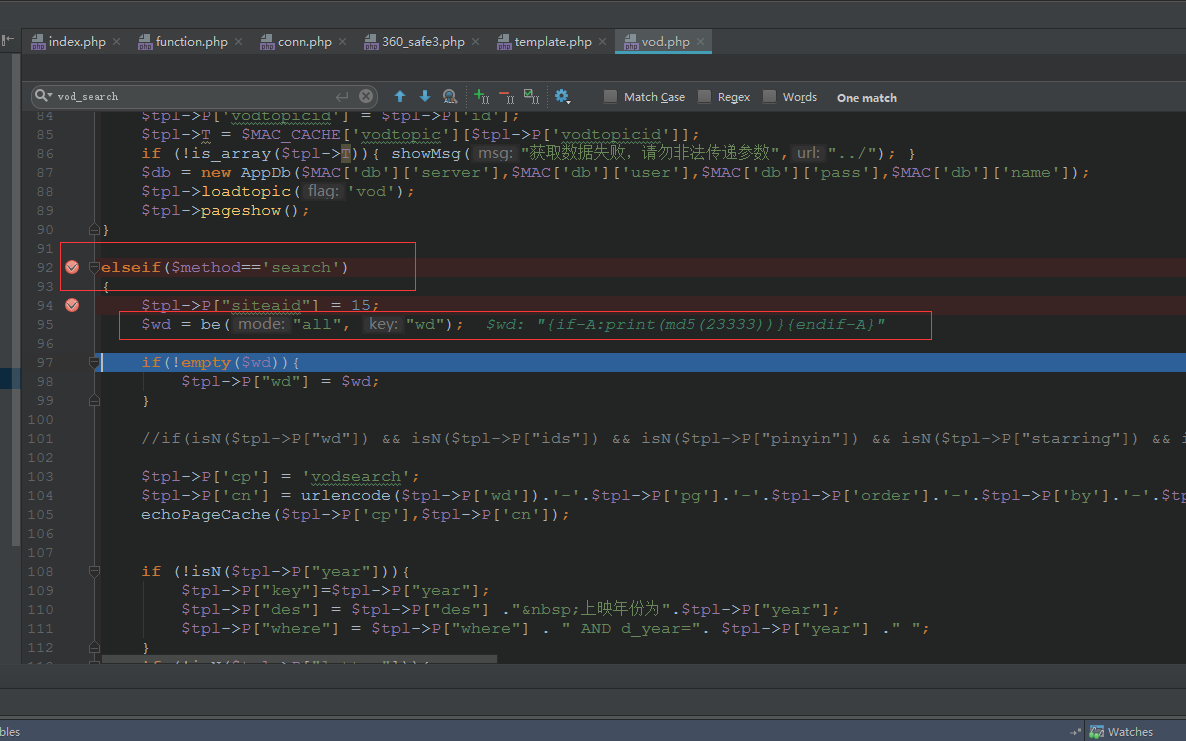 index.php function.php conn.php 360_safe3.php template.php vod.php
vod_search Match Case Regex Words One match
84 $tpl->P['vodtopicid'] = $tpl->P['id'];
85 $tpl->T = $MAC_CACHE['vodtopic'][$tpl->P['vodtopicid']];
86 if (!is_array($tpl->T)){ showMsg( msg: "获取数据失败，请勿非法传递参数", url: "../"); }
87 $db = new AppDb($MAC['db']['server'],$MAC['db']['user'],$MAC['db']['pass'],$MAC['db']['name']);
88 $tpl->loadtopic( flag: 'vod');
89 $tpl->pageshow();
90 }
91
92 elseif($method=='search')
93 {
94 $tpl->P["siteaid"] = 15;
95 $wd = be( mode: "all", key: "wd"); $wd: "{if-A:print(md5(23333))}{endif-A}"
96
97 if(!empty($wd)){
98 $tpl->P["wd"] = $wd;
99 }
100
101 //if(isN($tpl->P["wd"]) && isN($tpl->P["ids"]) && isN($tpl->P["pinyin"]) && isN($tpl->P["starring"]) && i
102
103 $tpl->P['cp'] = 'vodsearch';
104 $tpl->P['cn'] = urlencode($tpl->P['wd']).'-'.$tpl->P['pg'].'-'.$tpl->P['order'].'-'.$tpl->P['by'].'-'.$t
105 echoPageCache($tpl->P['cp'],$tpl->P['cn']);
106
107
108 if (!isN($tpl->P["year"])){
109 $tpl->P["key"]=$tpl->P["year"];
110 $tpl->P["des"] = $tpl->P["des"] ."&nbsp;上映年份为".$tpl->P["year"];
111 $tpl->P["where"] = $tpl->P["where"] . " AND d_year=". $tpl->P["year"] ." ";
112 }
bles Watches